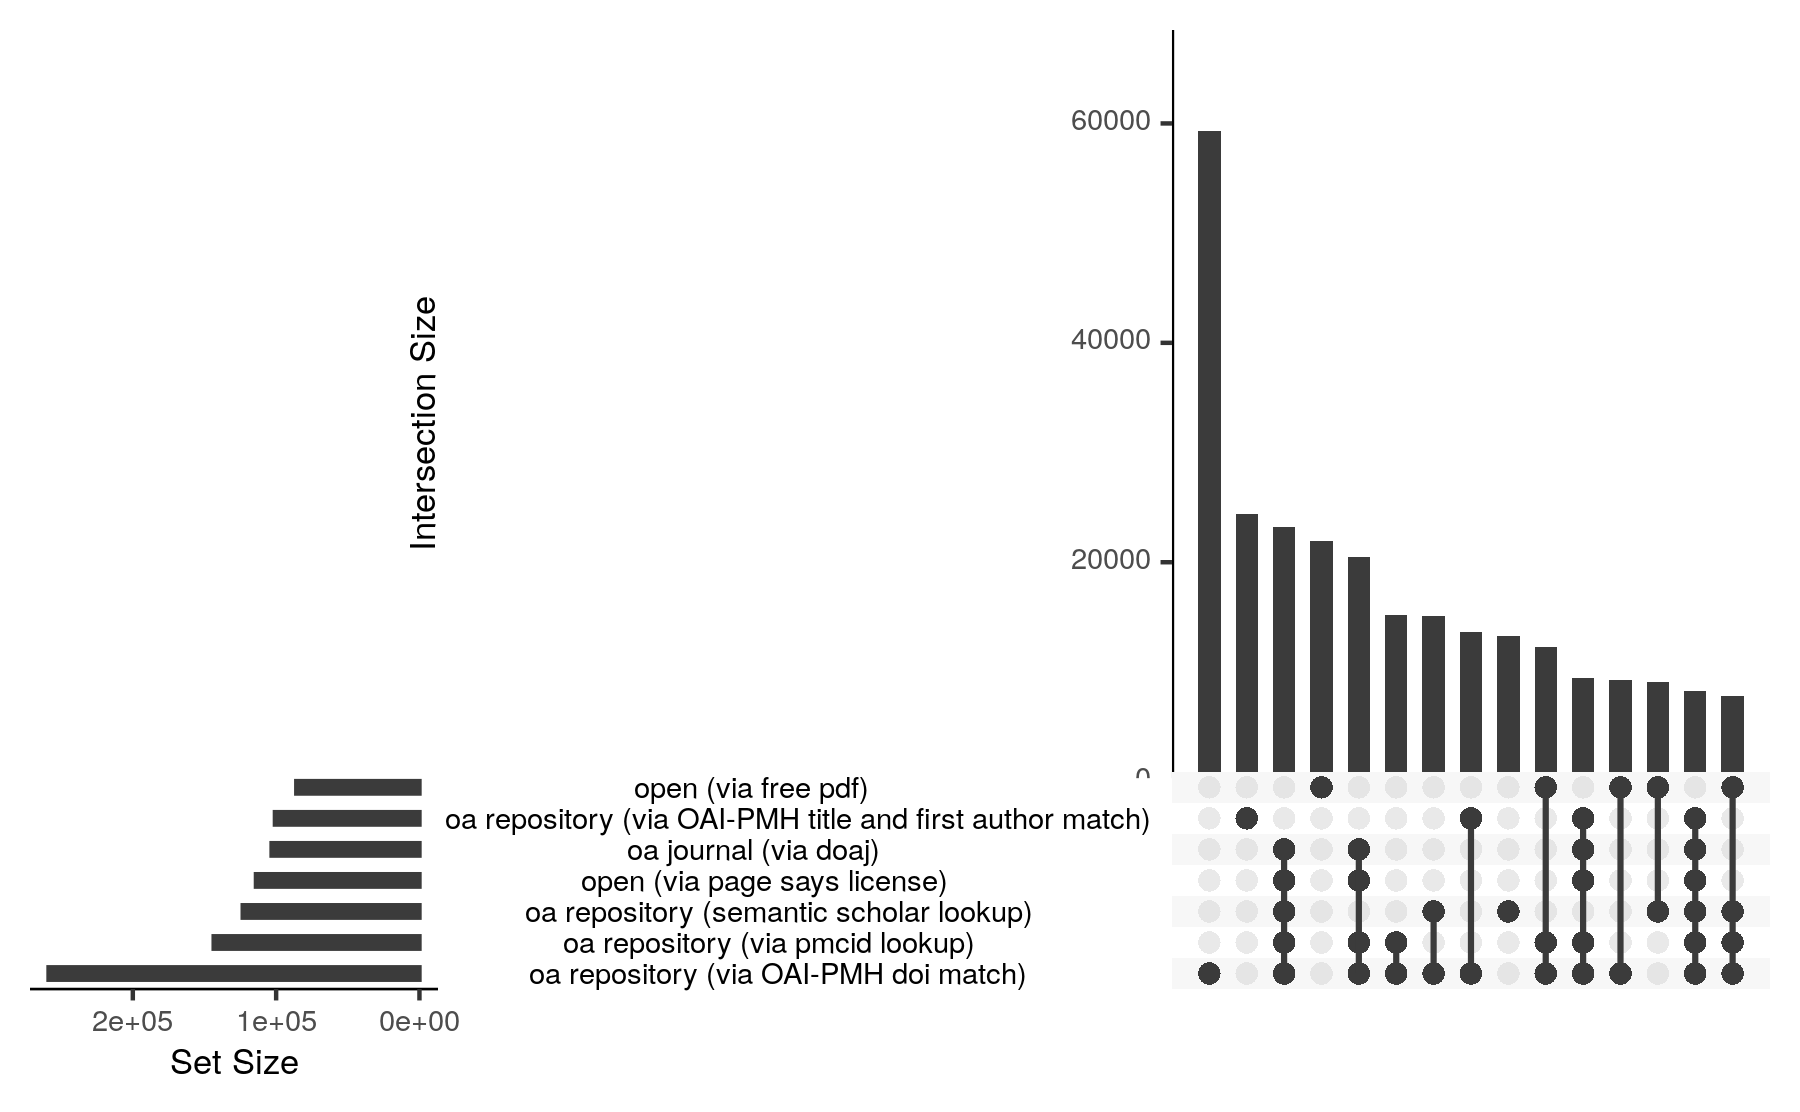 60000
40000
20000
0
Intersection Size
open (via free pdf)
oa repository (via OAI-PMH title and first author match)
oa journal (via doaj)
open (via page says license)
oa repository (semantic scholar lookup)
oa repository (via pmcid lookup)
oa repository (via OAI-PMH doi match)
2e+05 1e+05 0e+00
Set Size